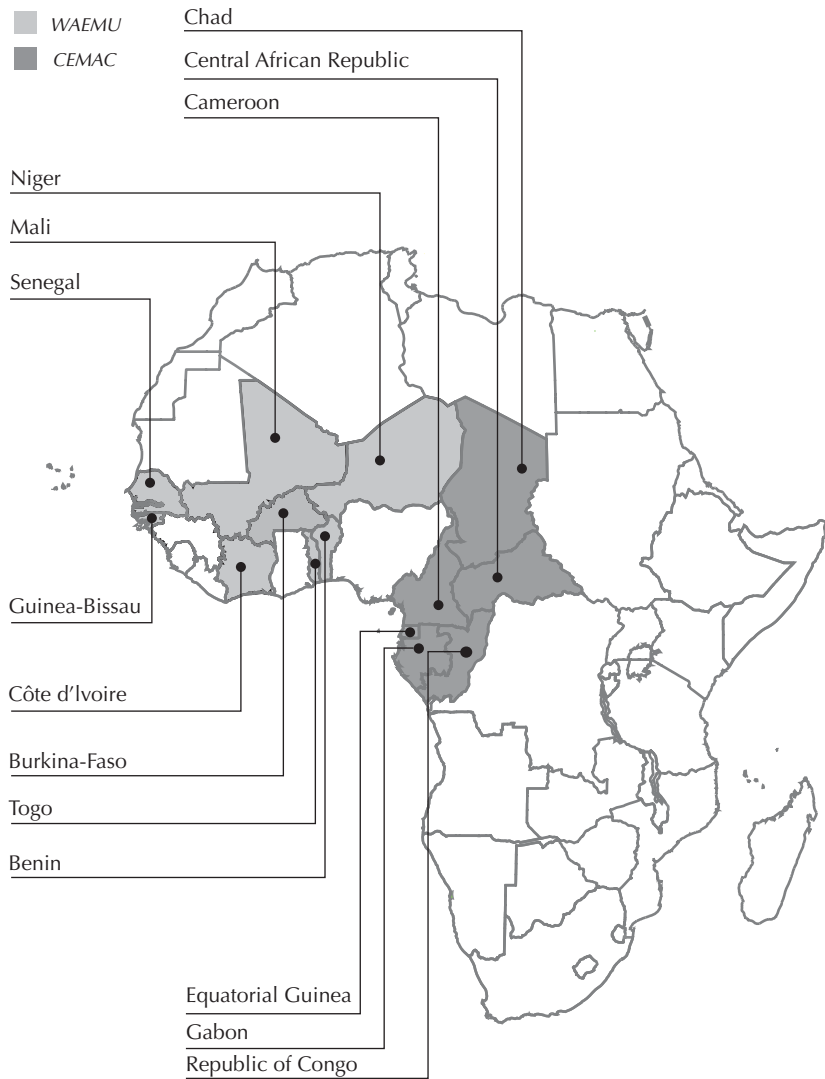 WAEMU
CEMAC
Chad
Central African Republic
Cameroon
Niger
Mali
Senegal
Guinea-Bissau
Côte d’Ivoire
Burkina-Faso
Togo
Benin
Equatorial Guinea
Gabon
Republic of Congo